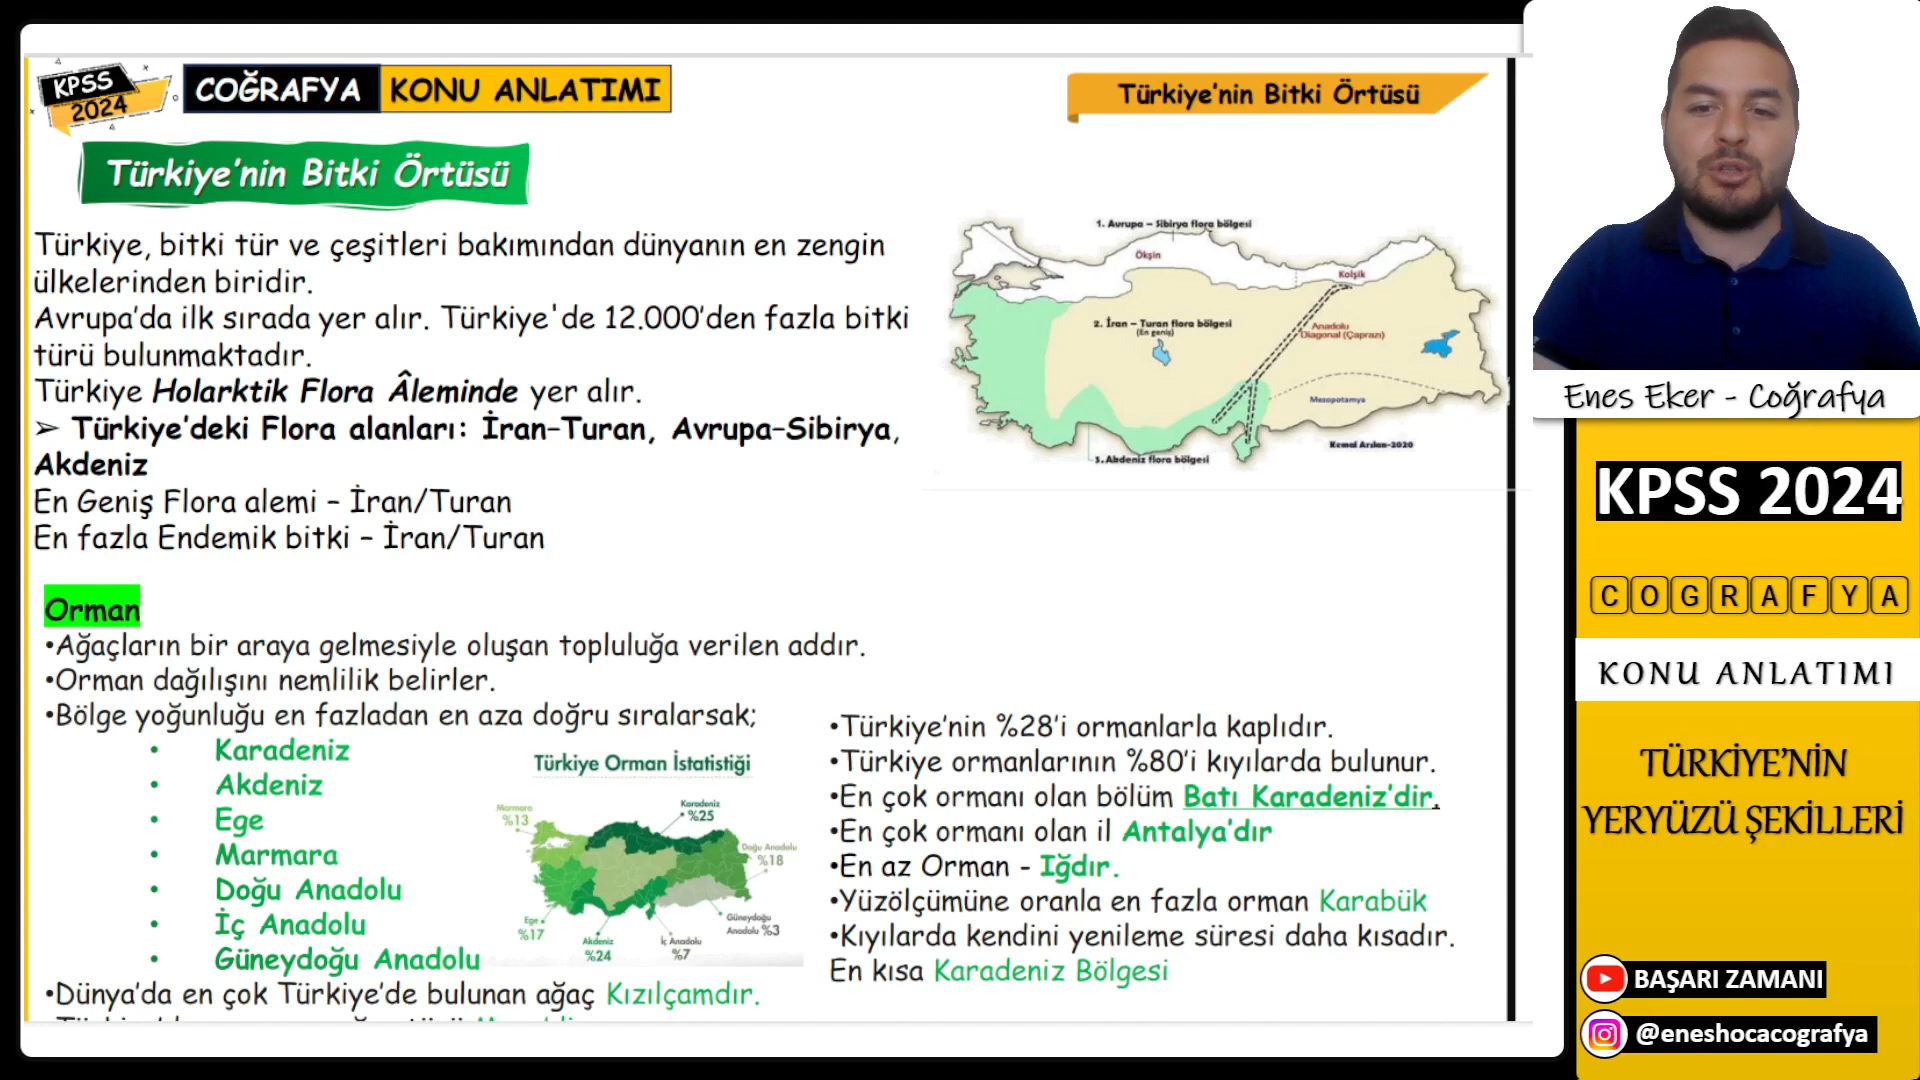 KPSS
2024
COĞRAFYA KONU ANLATIMI
Türkiye'nin Bitki Örtüsü
Türkiye'nin Bitki Örtüsü
Türkiye, bitki tür ve çeşitleri bakımından dünyanın en zengin
ülkelerinden biridir.
Avrupa'da ilk sırada yer alır. Türkiye'de 12.000'den fazla bitki
türü bulunmaktadır.
Türkiye Holarktik Flora Âleminde yer alır.
➢ Türkiye'deki Flora alanları: İran–Turan, Avrupa–Sibirya,
Akdeniz
En Geniş Flora alemi – İran/Turan
En fazla Endemik bitki – İran/Turan
1. Avrupa – Sibirya flora bölgesi
Ökşin
Kolşik
2. İran – Turan flora bölgesi
(En geniş)
Anadolu
Diagonal (Çaprazı)
Mezopotamya
Kemal Arslan-2020
3. Akdeniz flora bölgesi
Orman
•Ağaçların bir araya gelmesiyle oluşan topluluğa verilen addır.
•Orman dağılışını nemlilik belirler.
•Bölge yoğunluğu en fazladan en aza doğru sıralarsak;
• Karadeniz
• Akdeniz
• Ege
• Marmara
• Doğu Anadolu
• İç Anadolu
• Güneydoğu Anadolu
Türkiye Orman İstatistiği
Marmara
%13
Karadeniz
%25
Doğu Anadolu
%18
Ege
%17
Akdeniz
%24
İç Anadolu
%7
Güneydoğu
Anadolu %3
•Dünya'da en çok Türkiye'de bulunan ağaç Kızılçamdır.
•Türkiye'nin %28'i ormanlarla kaplıdır.
•Türkiye ormanlarının %80'i kıyılarda bulunur.
•En çok ormanı olan bölüm Batı Karadeniz'dir.
•En çok ormanı olan il Antalya'dır
•En az Orman - Iğdır.
•Yüzölçümüne oranla en fazla orman Karabük
•Kıyılarda kendini yenileme süresi daha kısadır.
En kısa Karadeniz Bölgesi
Enes Eker - Coğrafya
KPSS 2024
COGRAFYA
KONU ANLATIMI
TÜRKİYE'NİN
YERYÜZÜ ŞEKİLLERİ
BAŞARI ZAMANI
@eneshocacografya